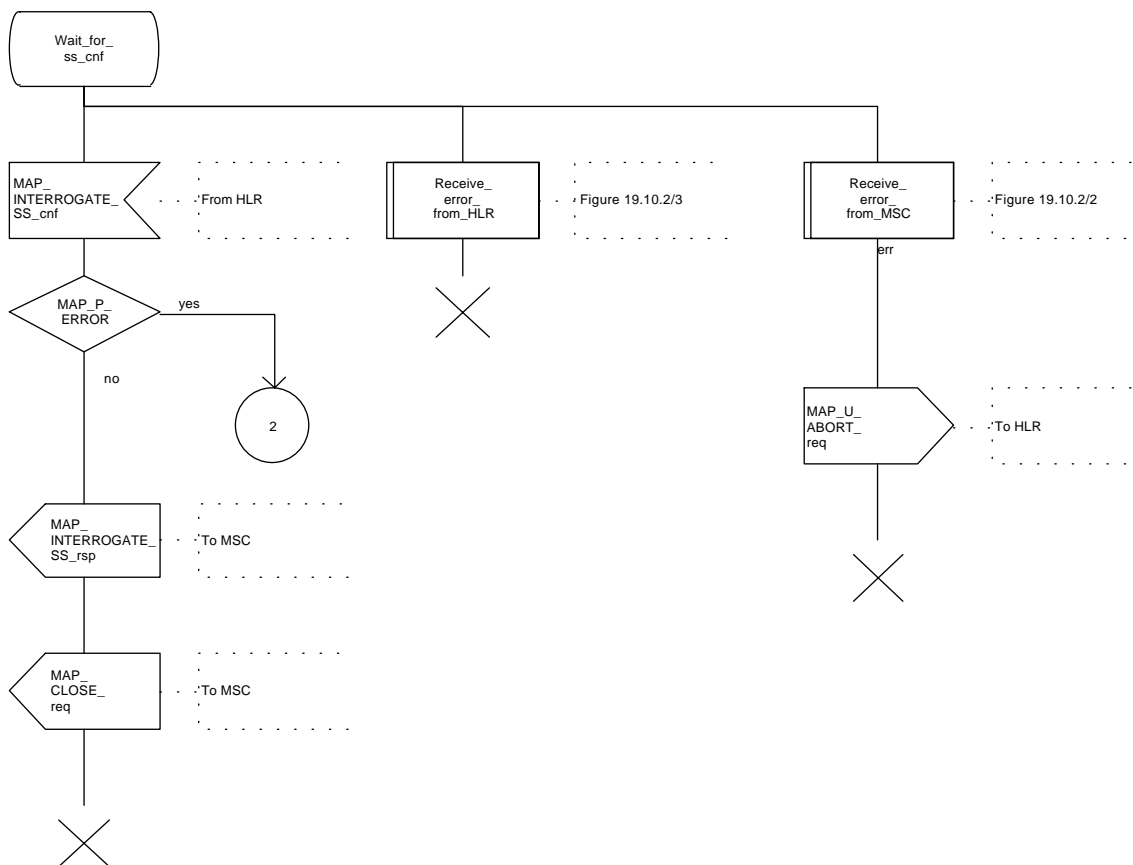 Wait_for_
ss_cnf
MAP_
INTERROGATE_
SS_cnf
From HLR
Receive_
error_
from_HLR
Figure 19.10.2/3
Receive_
error_
from_MSC
Figure 19.10.2/2
err
MAP_P_
ERROR
yes
no
2
MAP_U_
ABORT_
req
To HLR
MAP_
INTERROGATE_
SS_rsp
To MSC
MAP_
CLOSE_
req
To MSC